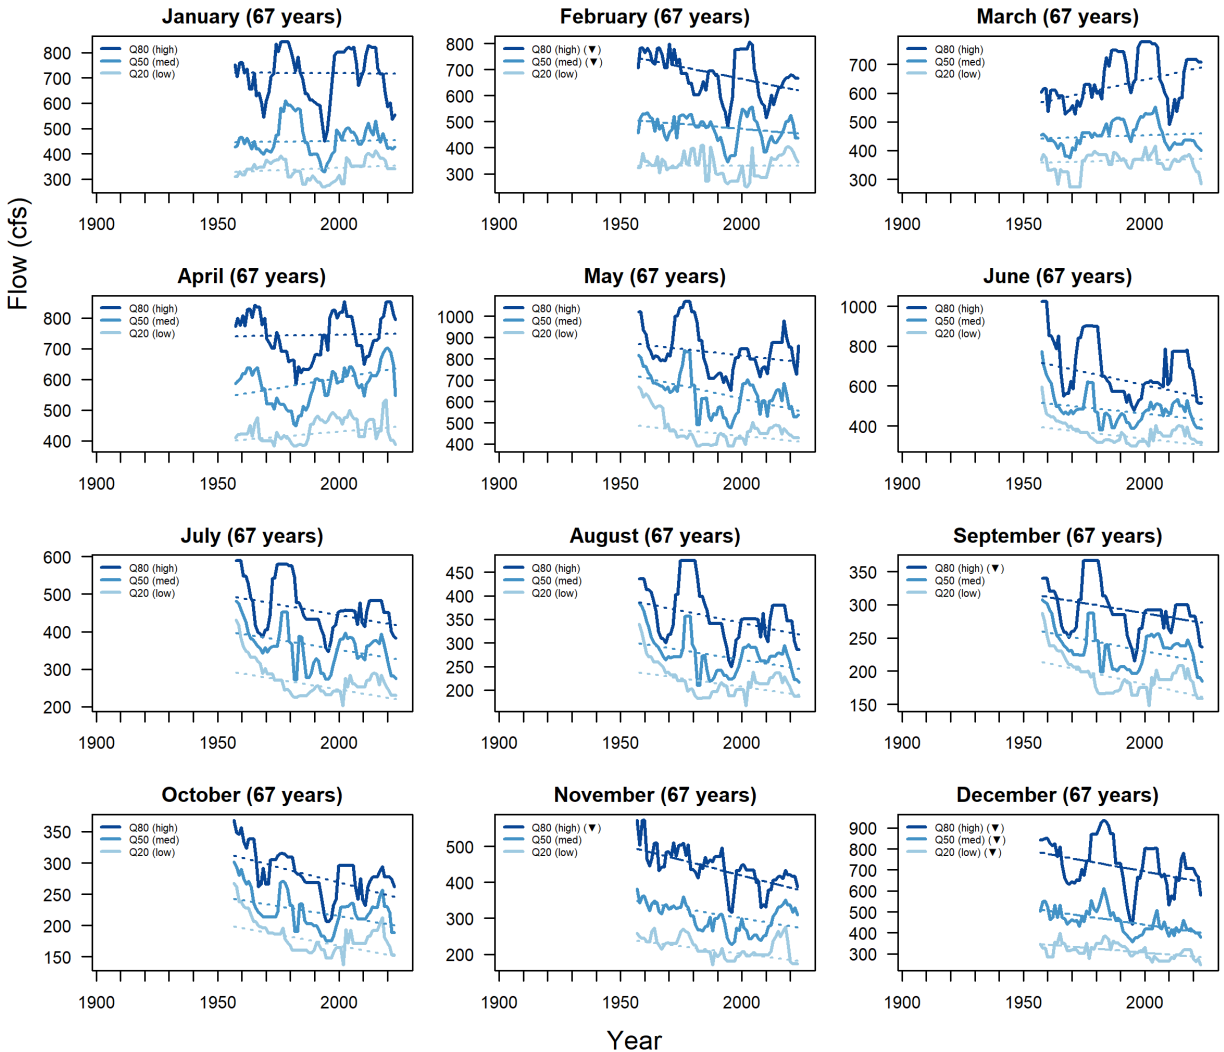 January (67 years)
Q80 (high)
Q50 (med)
Q20 (low)
800
700
600
500
400
300
1900
1950
2000
February (67 years)
Q80 (high) (▼)
Q50 (med) (▼)
Q20 (low)
800
700
600
500
400
300
1900
1950
2000
March (67 years)
Q80 (high)
Q50 (med)
Q20 (low)
700
600
500
400
300
1900
1950
2000
Flow (cfs)
April (67 years)
Q80 (high)
Q50 (med)
Q20 (low)
800
700
600
500
400
1900
1950
2000
May (67 years)
Q80 (high)
Q50 (med)
Q20 (low)
1000
900
800
700
600
500
400
1900
1950
2000
June (67 years)
Q80 (high)
Q50 (med)
Q20 (low)
1000
800
600
400
1900
1950
2000
July (67 years)
Q80 (high)
Q50 (med)
Q20 (low)
600
500
400
300
200
1900
1950
2000
August (67 years)
Q80 (high)
Q50 (med)
Q20 (low)
450
400
350
300
250
200
1900
1950
2000
September (67 years)
Q80 (high) (▼)
Q50 (med)
Q20 (low)
350
300
250
200
150
1900
1950
2000
October (67 years)
Q80 (high)
Q50 (med)
Q20 (low)
350
300
250
200
150
1900
1950
2000
November (67 years)
Q80 (high) (▼)
Q50 (med)
Q20 (low)
500
400
300
200
1900
1950
2000
December (67 years)
Q80 (high) (▼)
Q50 (med) (▼)
Q20 (low) (▼)
900
800
700
600
500
400
300
1900
1950
2000
Year